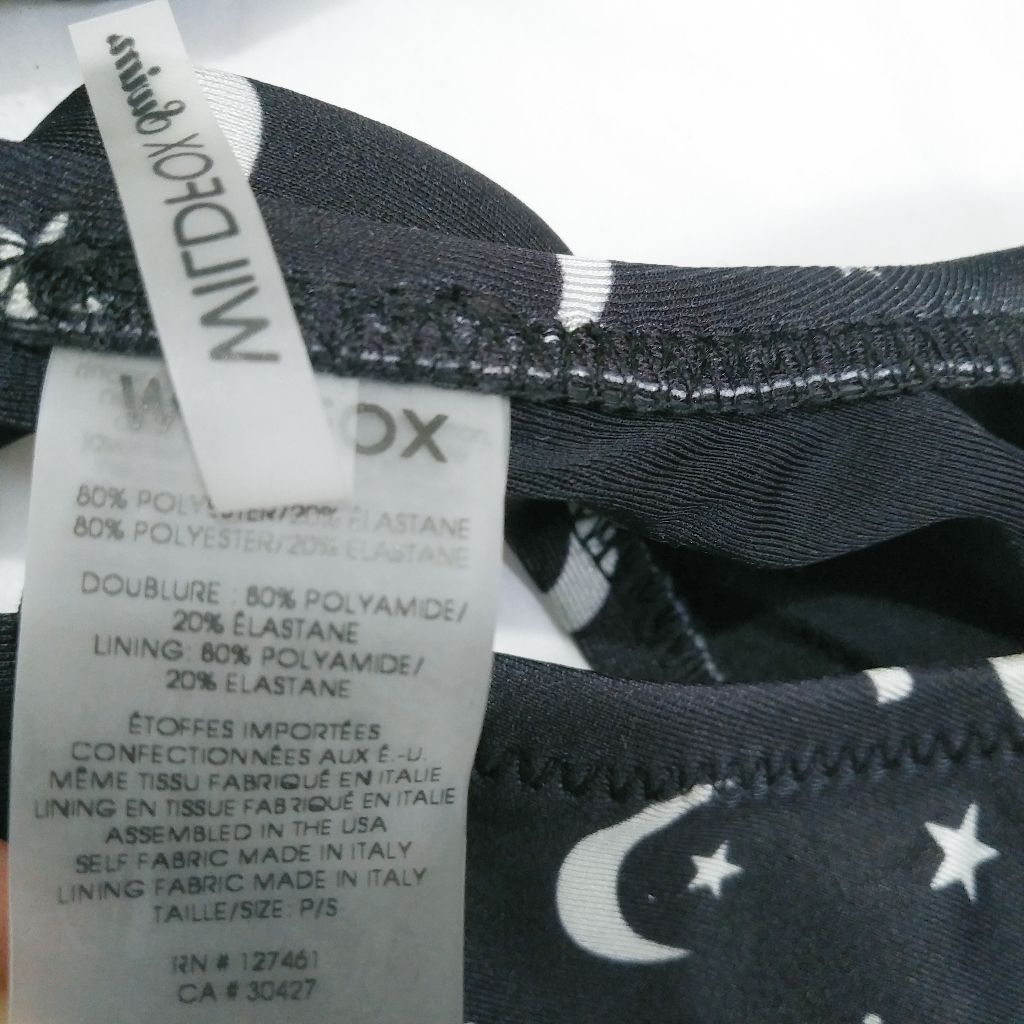 WILDFOX swim
OX
80% POLYESTER/20% ÉLASTANE
80% POLYESTER/20% ELASTANE
DOUBLURE : 80% POLYAMIDE/
20% ÉLASTANE
LINING: 80% POLYAMIDE/
20% ELASTANE
ÉTOFFES IMPORTÉES
CONFECTIONNÉES AUX É.-U.
MÊME TISSU FABRIQUÉ EN ITALIE
LINING EN TISSUE FABRIQUÉ EN ITALIE
ASSEMBLED IN THE USA
SELF FABRIC MADE IN ITALY
LINING FABRIC MADE IN ITALY
TAILLE/SIZE: P/S
RN # 127461
CA # 30427